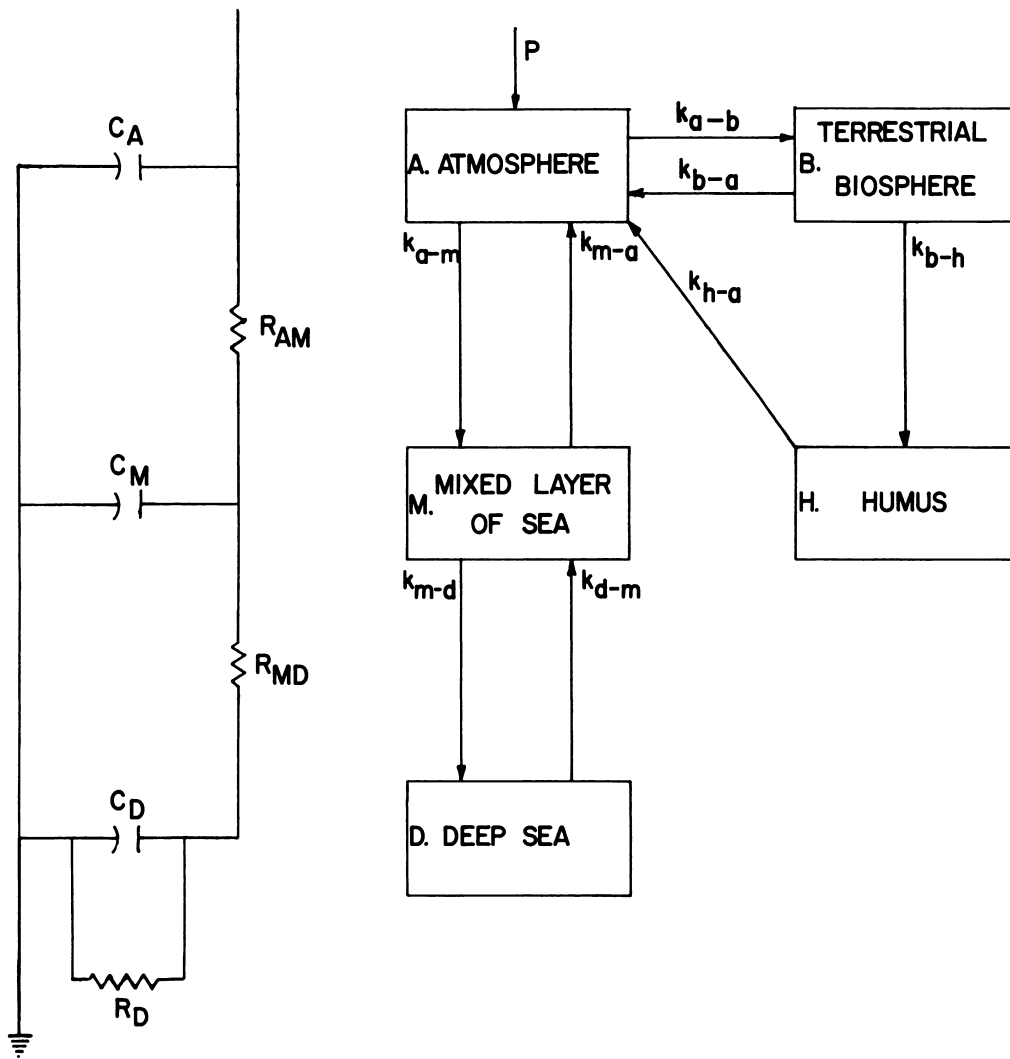 C_A
R_AM
C_M
R_MD
C_D
R_D
P
A. ATMOSPHERE
k_a-b
k_b-a
B. TERRESTRIAL
BIOSPHERE
k_a-m
k_m-a
k_h-a
k_b-h
M. MIXED LAYER
OF SEA
H. HUMUS
k_m-d
k_d-m
D. DEEP SEA